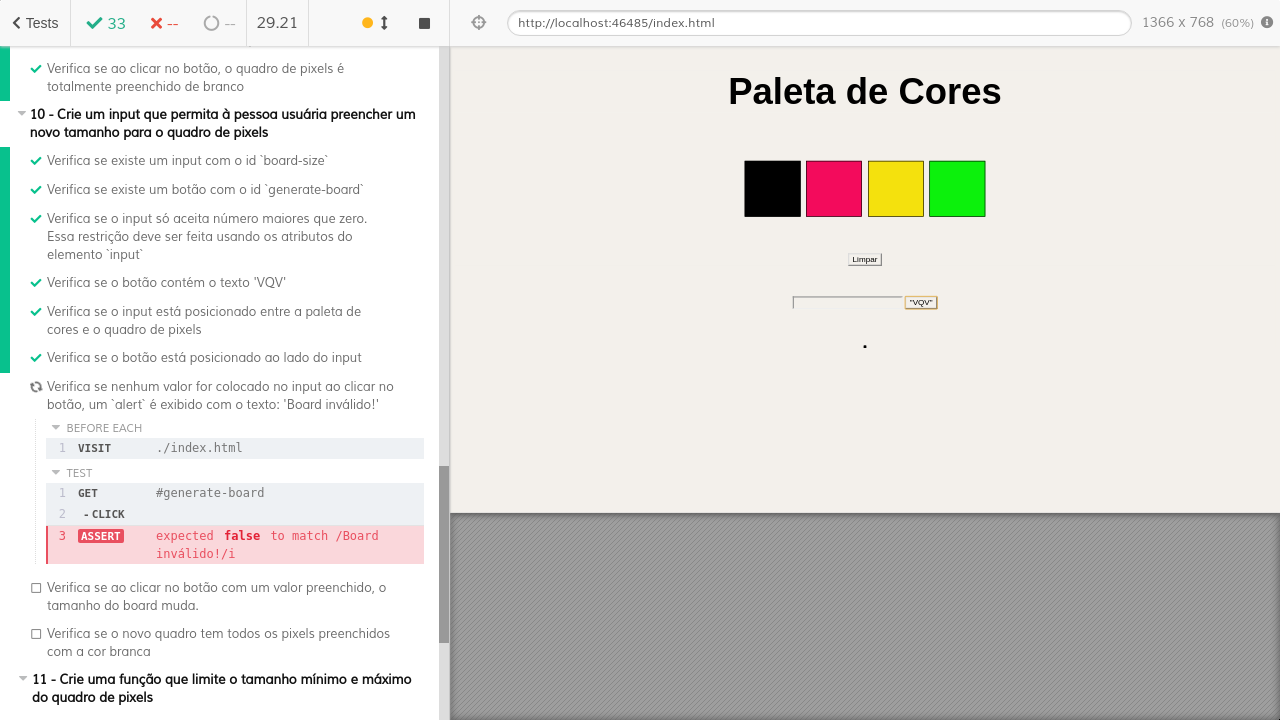 Tests
33
--
--
29.21
http://localhost:46485/index.html
1366 x 768 (60%)
Verifica se ao clicar no botão, o quadro de pixels é
totalmente preenchido de branco
10 - Crie um input que permita à pessoa usuária preencher um
novo tamanho para o quadro de pixels
Verifica se existe um input com o id `board-size`
Verifica se existe um botão com o id `generate-board`
Verifica se o input só aceita número maiores que zero.
Essa restrição deve ser feita usando os atributos do
elemento `input`
Verifica se o botão contém o texto 'VQV'
Verifica se o input está posicionado entre a paleta de
cores e o quadro de pixels
Verifica se o botão está posicionado ao lado do input
Verifica se nenhum valor for colocado no input ao clicar no
botão, um `alert` é exibido com o texto: 'Board inválido!'
BEFORE EACH
1 VISIT ./index.html
TEST
1 GET #generate-board
2 - CLICK
3 ASSERT expected false to match /Board
inválido!/i
Verifica se ao clicar no botão com um valor preenchido, o
tamanho do board muda.
Verifica se o novo quadro tem todos os pixels preenchidos
com a cor branca
11 - Crie uma função que limite o tamanho mínimo e máximo
do quadro de pixels
Paleta de Cores
Limpar
"VQV"